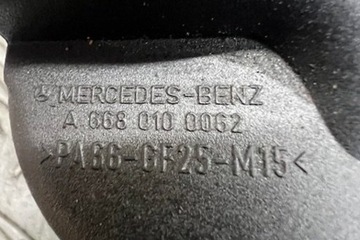 MERCEDES-BENZ
A 668 010 0062
>PA66-GF25-M15<